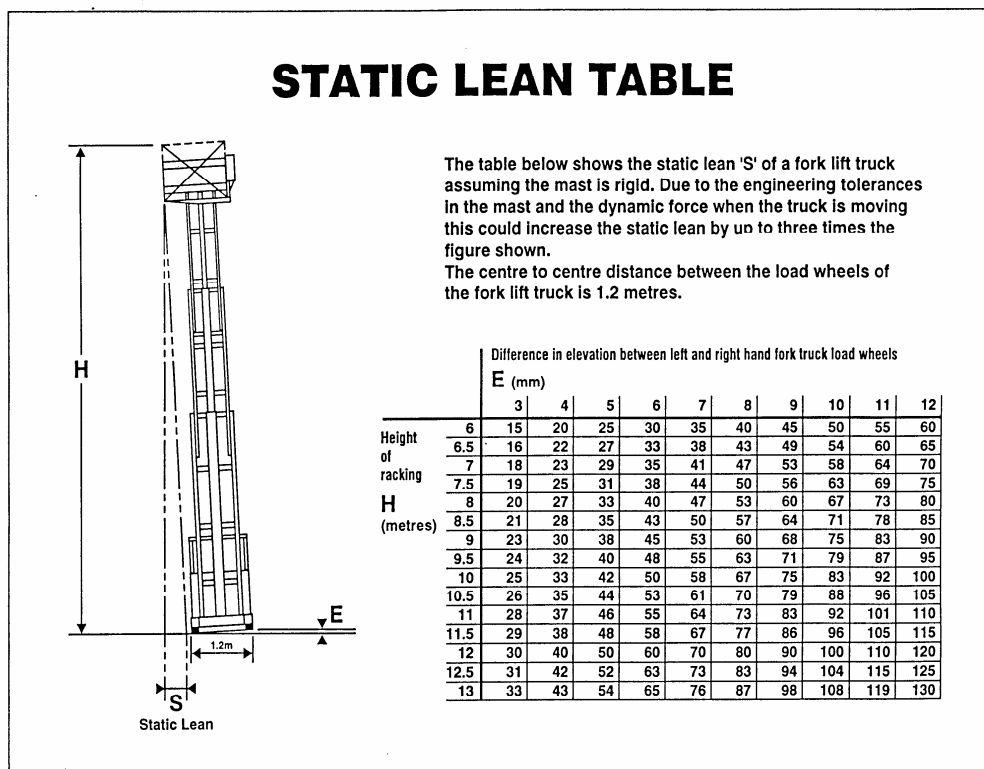 STATIC LEAN TABLE
The table below shows the static lean 'S' of a fork lift truck
assuming the mast is rigid. Due to the engineering tolerances
in the mast and the dynamic force when the truck is moving
this could increase the static lean by up to three times the
figure shown.
The centre to centre distance between the load wheels of
the fork lift truck is 1.2 metres.
H
E
1.2m
S
Static Lean
Difference in elevation between left and right hand fork truck load wheels
E (mm)
3 4 5 6 7 8 9 10 11 12
Height
of
racking
H
(metres)
6 15 20 25 30 35 40 45 50 55 60
6.5 16 22 27 33 38 43 49 54 60 65
7 18 23 29 35 41 47 53 58 64 70
7.5 19 25 31 38 44 50 56 63 69 75
8 20 27 33 40 47 53 60 67 73 80
8.5 21 28 35 43 50 57 64 71 78 85
9 23 30 38 45 53 60 68 75 83 90
9.5 24 32 40 48 55 63 71 79 87 95
10 25 33 42 50 58 67 75 83 92 100
10.5 26 35 44 53 61 70 79 88 96 105
11 28 37 46 55 64 73 83 92 101 110
11.5 29 38 48 58 67 77 86 96 105 115
12 30 40 50 60 70 80 90 100 110 120
12.5 31 42 52 63 73 83 94 104 115 125
13 33 43 54 65 76 87 98 108 119 130